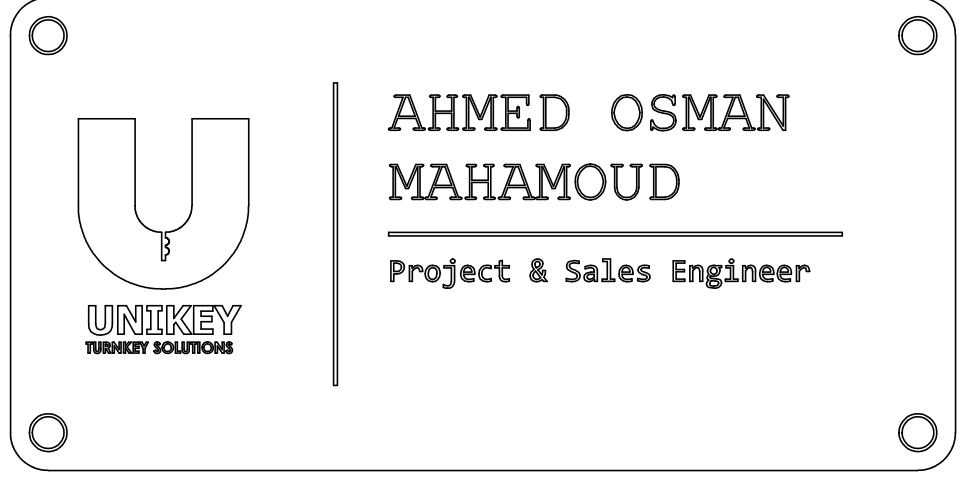 AHMED OSMAN
MAHAMOUD
Project & Sales Engineer
UNIKEY
TURNKEY SOLUTIONS